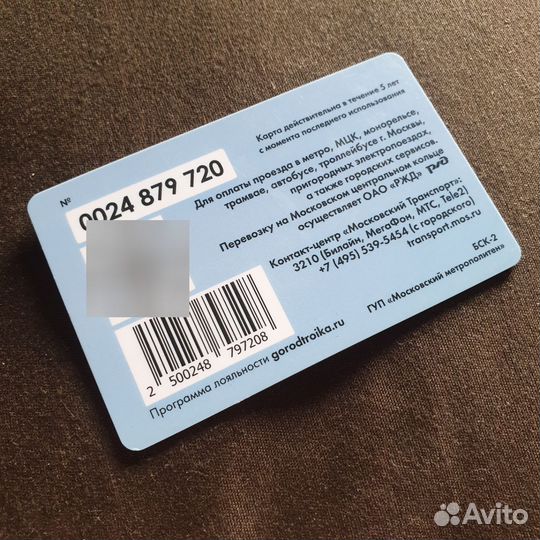 Карта действительна в течение 5 лет
с момента последнего использования
№
0024 879 720
Для оплаты проезда в метро, МЦК, монорельсе,
трамвае, автобусе, троллейбусе г. Москвы,
пригородных электропоездах,
а также городских сервисов.
Перевозку на Московском центральном кольце
осуществляет ОАО «РЖД» РЖД
Контакт-центр «Московский Транспорт»:
3210 (Билайн, МегаФон, МТС, Tele2)
+7 (495) 539-5454 (с городского)
transport.mos.ru
БСК-2
ГУП «Московский метрополитен»
2 500248 797208
Программа лояльности gorodtroika.ru
Avito